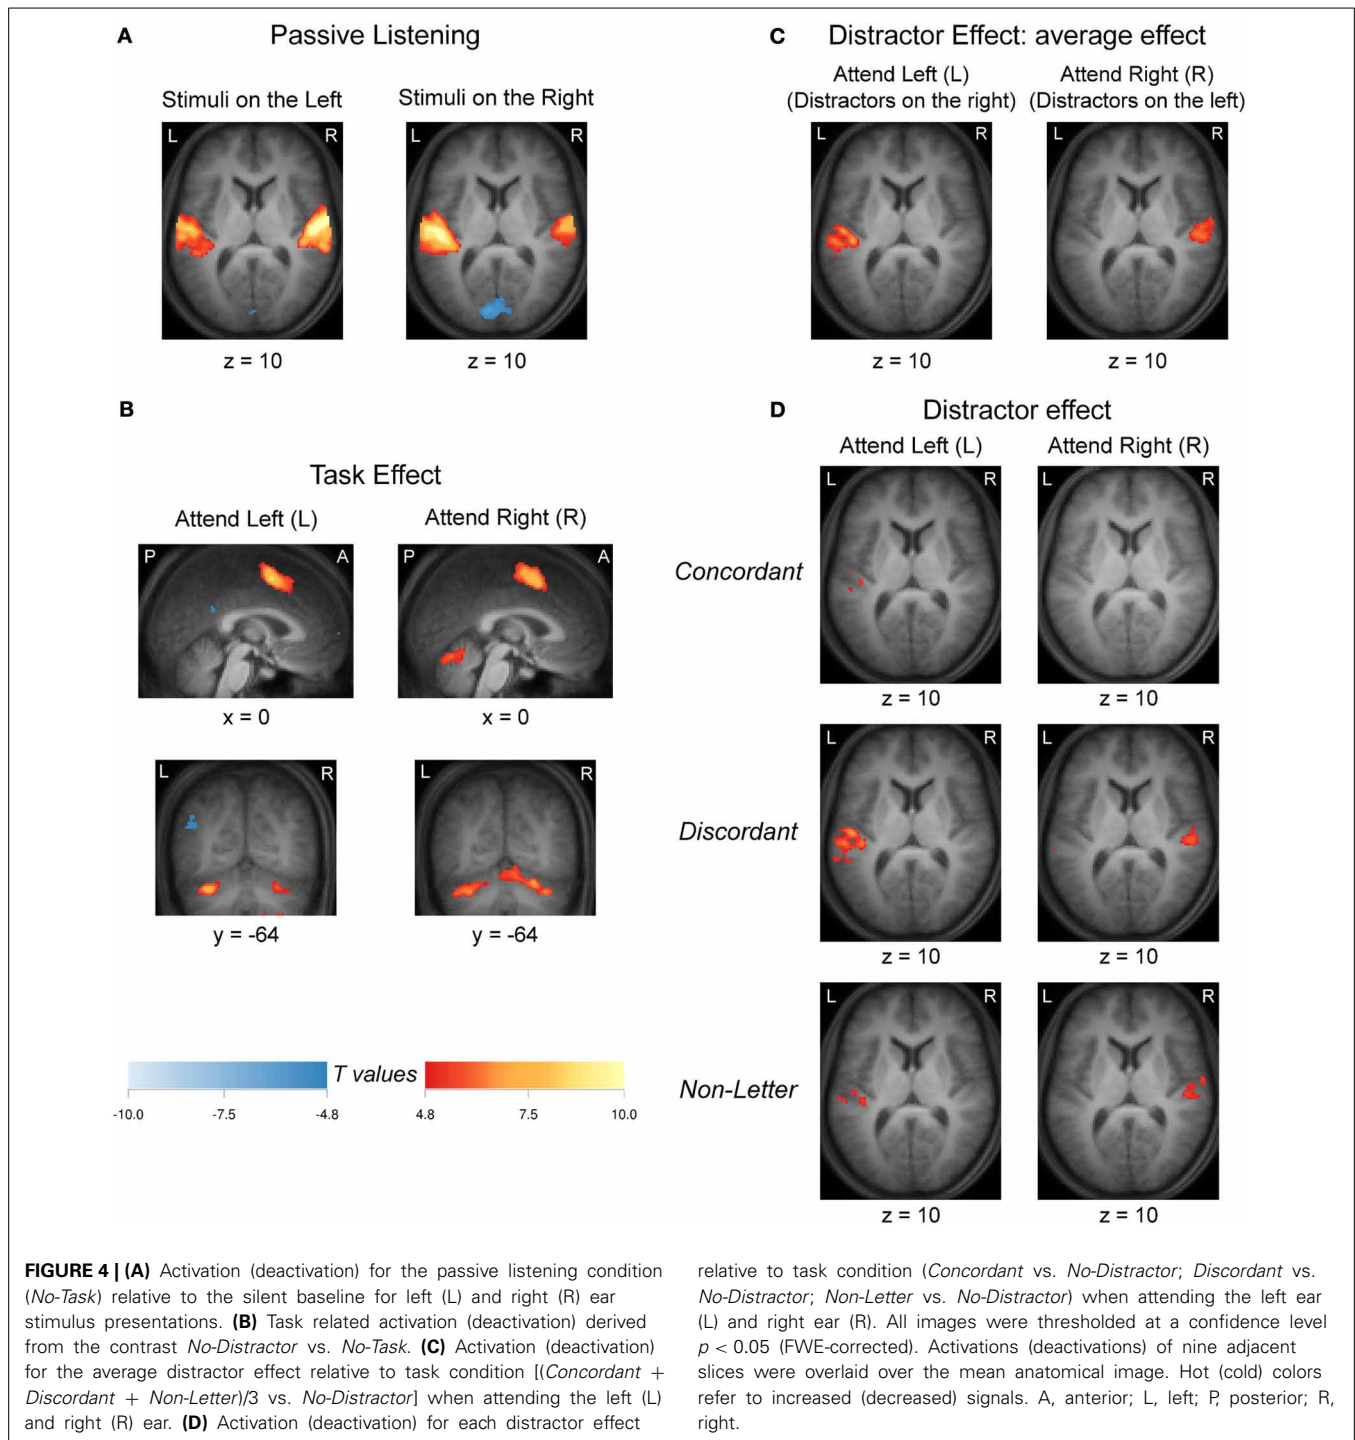 A
Passive Listening
Stimuli on the Left
Stimuli on the Right
L
R
L
R
z = 10
z = 10
B
Task Effect
Attend Left (L)
Attend Right (R)
P
A
P
A
x = 0
x = 0
L
R
L
R
y = -64
y = -64
T values
-10.0
-7.5
-4.8
4.8
7.5
10.0
C
Distractor Effect: average effect
Attend Left (L)
(Distractors on the right)
Attend Right (R)
(Distractors on the left)
L
R
L
R
z = 10
z = 10
D
Distractor effect
Attend Left (L)
Attend Right (R)
Concordant
L
R
L
R
z = 10
z = 10
Discordant
L
R
L
R
z = 10
z = 10
Non-Letter
L
R
L
R
z = 10
z = 10
FIGURE 4 | (A) Activation (deactivation) for the passive listening condition
(No-Task) relative to the silent baseline for left (L) and right (R) ear
stimulus presentations. (B) Task related activation (deactivation) derived
from the contrast No-Distractor vs. No-Task. (C) Activation (deactivation)
for the average distractor effect relative to task condition [(Concordant +
Discordant + Non-Letter)/3 vs. No-Distractor] when attending the left (L)
and right (R) ear. (D) Activation (deactivation) for each distractor effect
relative to task condition (Concordant vs. No-Distractor; Discordant vs.
No-Distractor; Non-Letter vs. No-Distractor) when attending the left ear
(L) and right ear (R). All images were thresholded at a confidence level
p < 0.05 (FWE-corrected). Activations (deactivations) of nine adjacent
slices were overlaid over the mean anatomical image. Hot (cold) colors
refer to increased (decreased) signals. A, anterior; L, left; P, posterior; R,
right.